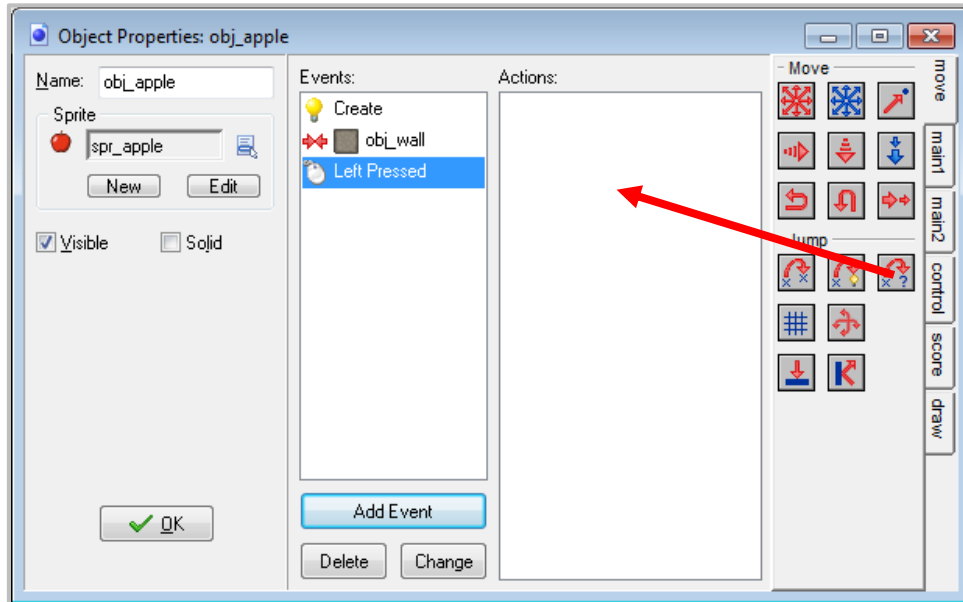 Object Properties: obj_apple
Name: obj_apple
Sprite
spr_apple
New Edit
Visible Solid
OK
Events:
Create
obj_wall
Left Pressed
Add Event
Delete Change
Actions:
Move
Jump
move
main1
main2
control
score
draw